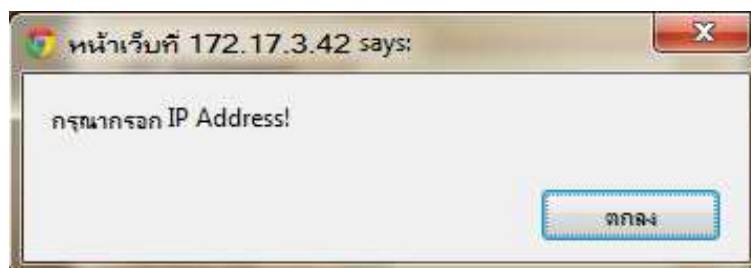 หน้าเว็บที่ 172.17.3.42 says:
กรุณากรอก IP Address!
ตกลง